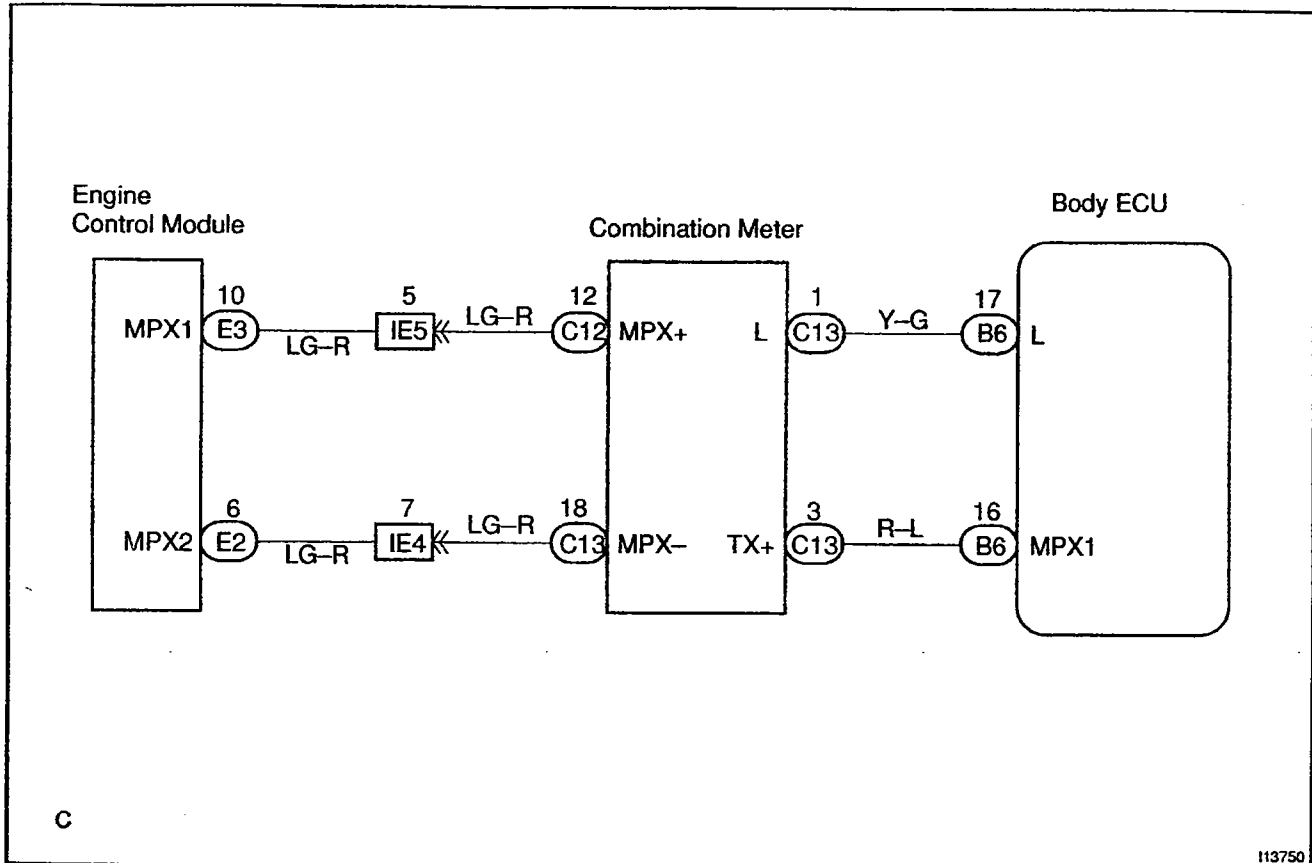 Engine
Control Module
Combination Meter
Body ECU
MPX1
10
E3
LG–R
5
IE5
LG–R
12
C12
MPX+
L
1
C13
Y–G
17
B6
L
MPX2
6
E2
LG–R
7
IE4
LG–R
18
C13
MPX–
TX+
3
C13
R–L
16
B6
MPX1
C
I13750